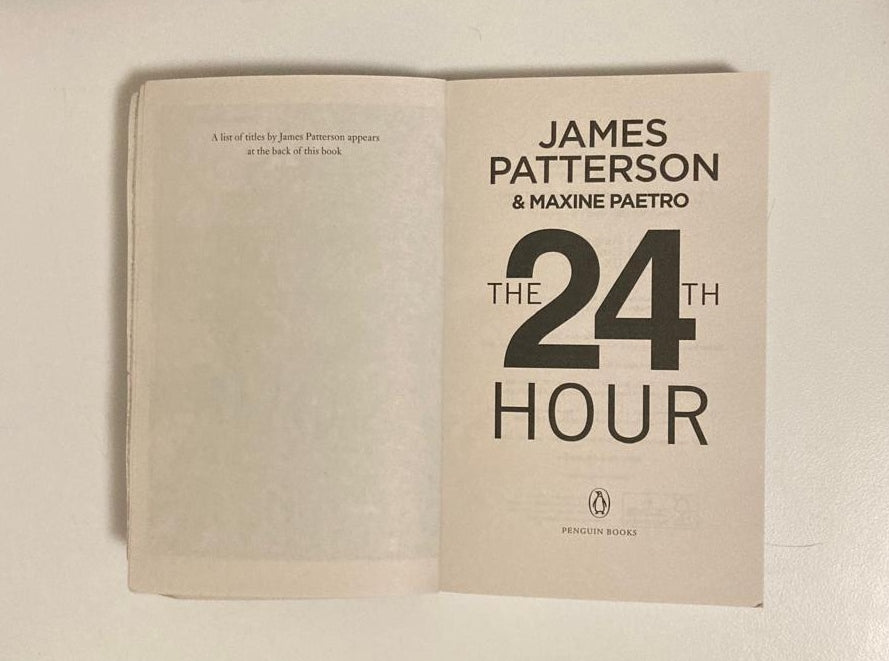 A list of titles by James Patterson appears
at the back of this book
JAMES
PATTERSON
& MAXINE PAETRO
THE 24TH
HOUR
PENGUIN BOOKS